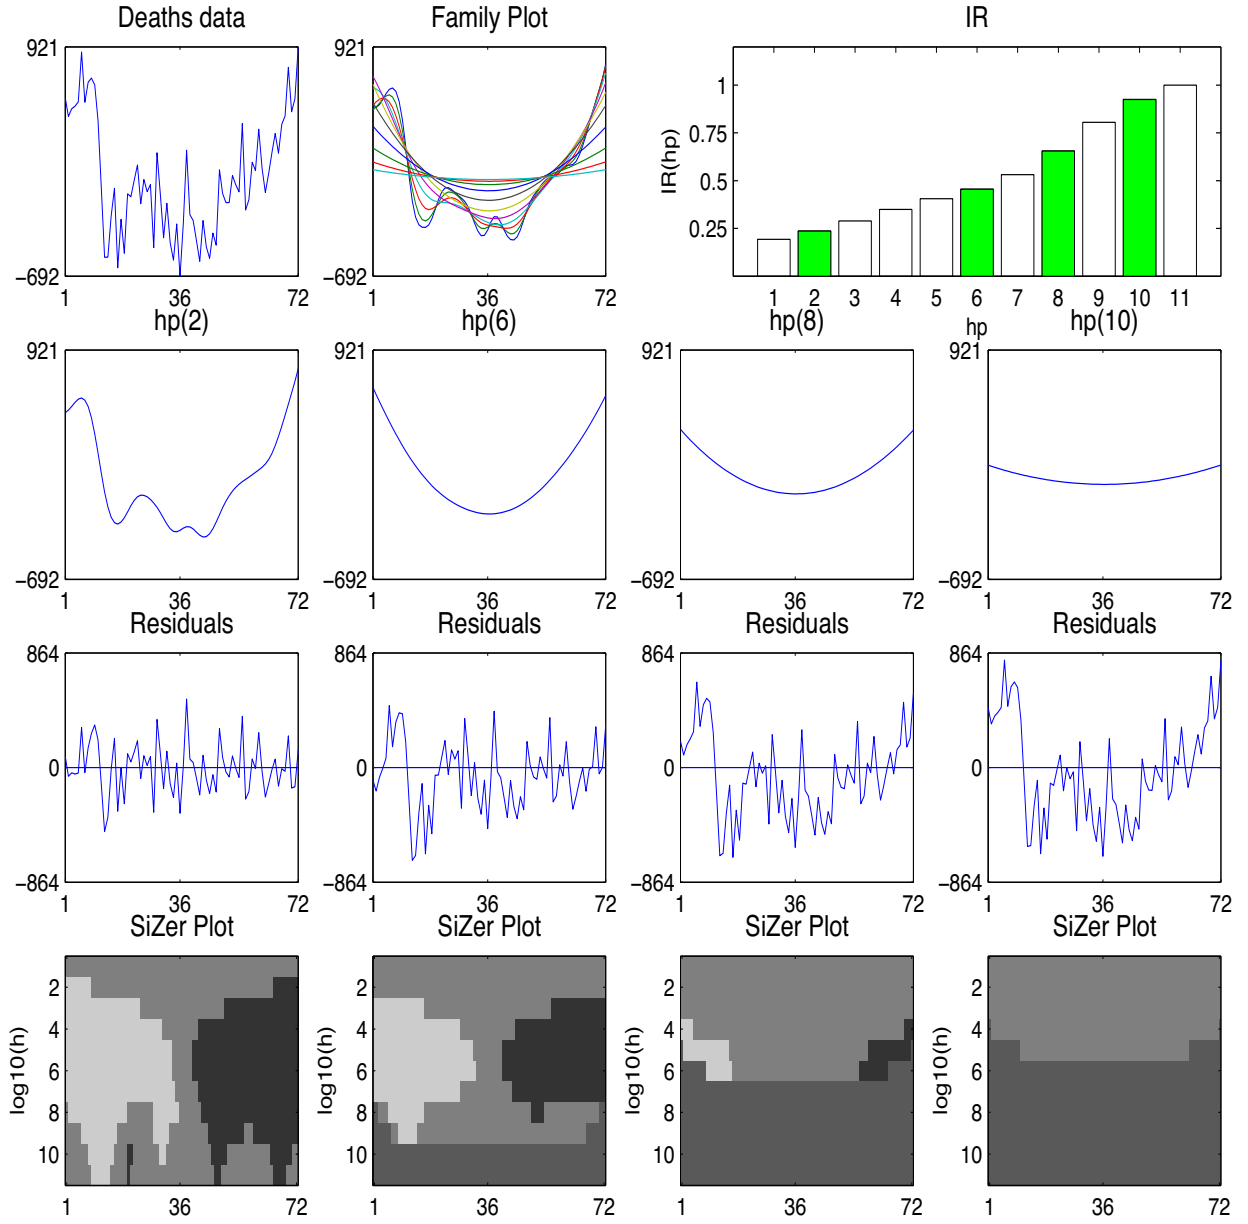 Deaths data
921
−692
1 36 72
Family Plot
921
−692
1 36 72
IR
IR(hp)
1
0.75
0.5
0.25
1 2 3 4 5 6 7 8 9 10 11
hp
hp(2)
921
−692
1 36 72
hp(6)
921
−692
1 36 72
hp(8)
921
−692
1 36 72
hp(10)
921
−692
1 36 72
Residuals
864
0
−864
1 36 72
Residuals
864
0
−864
1 36 72
Residuals
864
0
−864
1 36 72
Residuals
864
0
−864
1 36 72
SiZer Plot
log10(h)
2
4
6
8
10
1 36 72
SiZer Plot
log10(h)
2
4
6
8
10
1 36 72
SiZer Plot
log10(h)
2
4
6
8
10
1 36 72
SiZer Plot
log10(h)
2
4
6
8
10
1 36 72